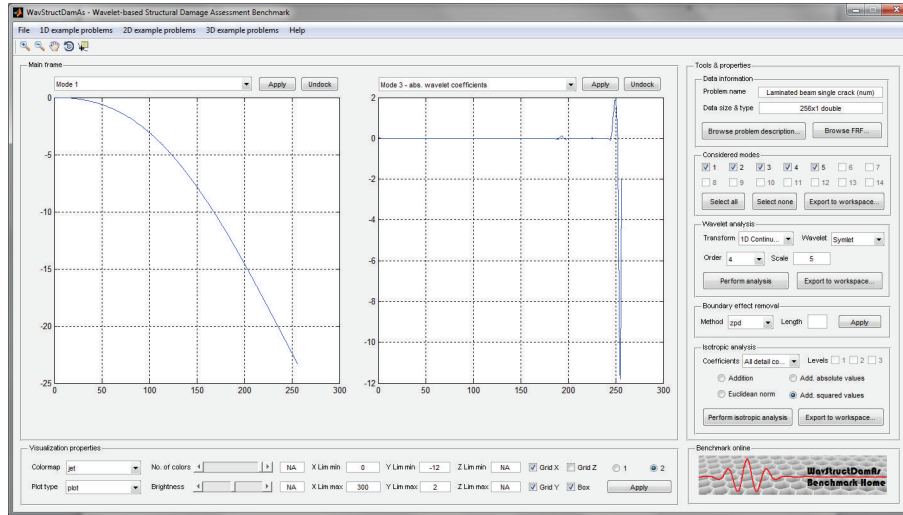 WavStructDamAs - Wavelet-based Structural Damage Assessment Benchmark
File 1D example problems 2D example problems 3D example problems Help
Main frame
Mode 1 Apply Undock
Mode 3 - abs. wavelet coefficients Apply Undock
0
-5
-10
-15
-20
-25
0 50 100 150 200 250 300
2
0
-2
-4
-6
-8
-10
-12
0 50 100 150 200 250 300
Tools & properties
Data information
Problem name Laminated beam single crack (num)
Data size & type 256x1 double
Browse problem description... Browse FRF...
Considered modes
1 2 3 4 5 6 7
8 9 10 11 12 13 14
Select all Select none Export to workspace...
Wavelet analysis
Transform 1D Continu... Wavelet Symlet
Order 4 Scale 5
Perform analysis Export to workspace...
Boundary effect removal
Method zpd Length Apply
Isotropic analysis
Coefficients All detail co... Levels 1 2 3
Addition Add. absolute values
Euclidean norm Add. squared values
Perform isotropic analysis Export to workspace...
Visualization properties
Colormap jet No. of colors NA X Lim min 0 Y Lim min -12 Z Lim min NA Grid X Grid Z 1 2
Plot type plot Brightness NA X Lim max 300 Y Lim max 2 Z Lim max NA Grid Y Box Apply
Benchmark online
WavStructDamAs
Benchmark Home